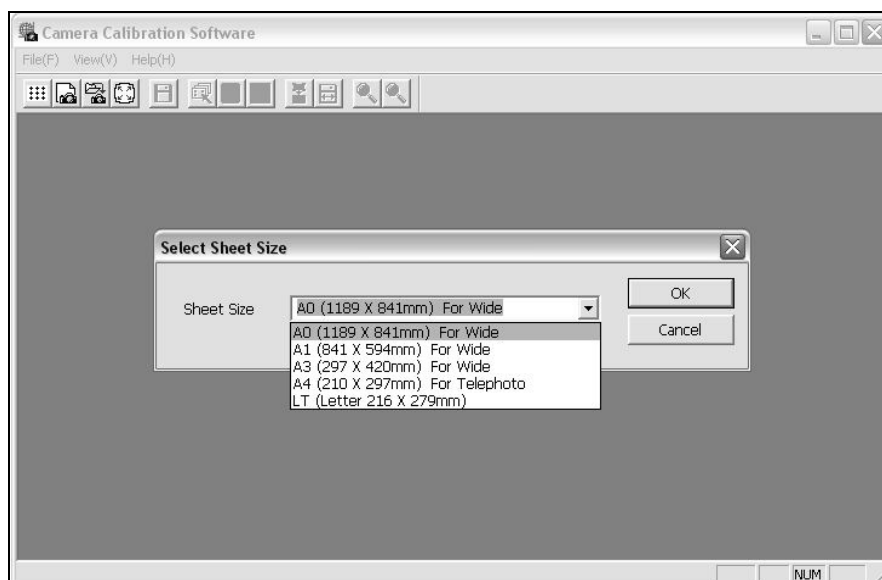 Camera Calibration Software
File(F) View(V) Help(H)
Select Sheet Size
Sheet Size
A0 (1189 X 841mm) For Wide
OK
Cancel
A0 (1189 X 841mm) For Wide
A1 (841 X 594mm) For Wide
A3 (297 X 420mm) For Wide
A4 (210 X 297mm) For Telephoto
LT (Letter 216 X 279mm)
NUM